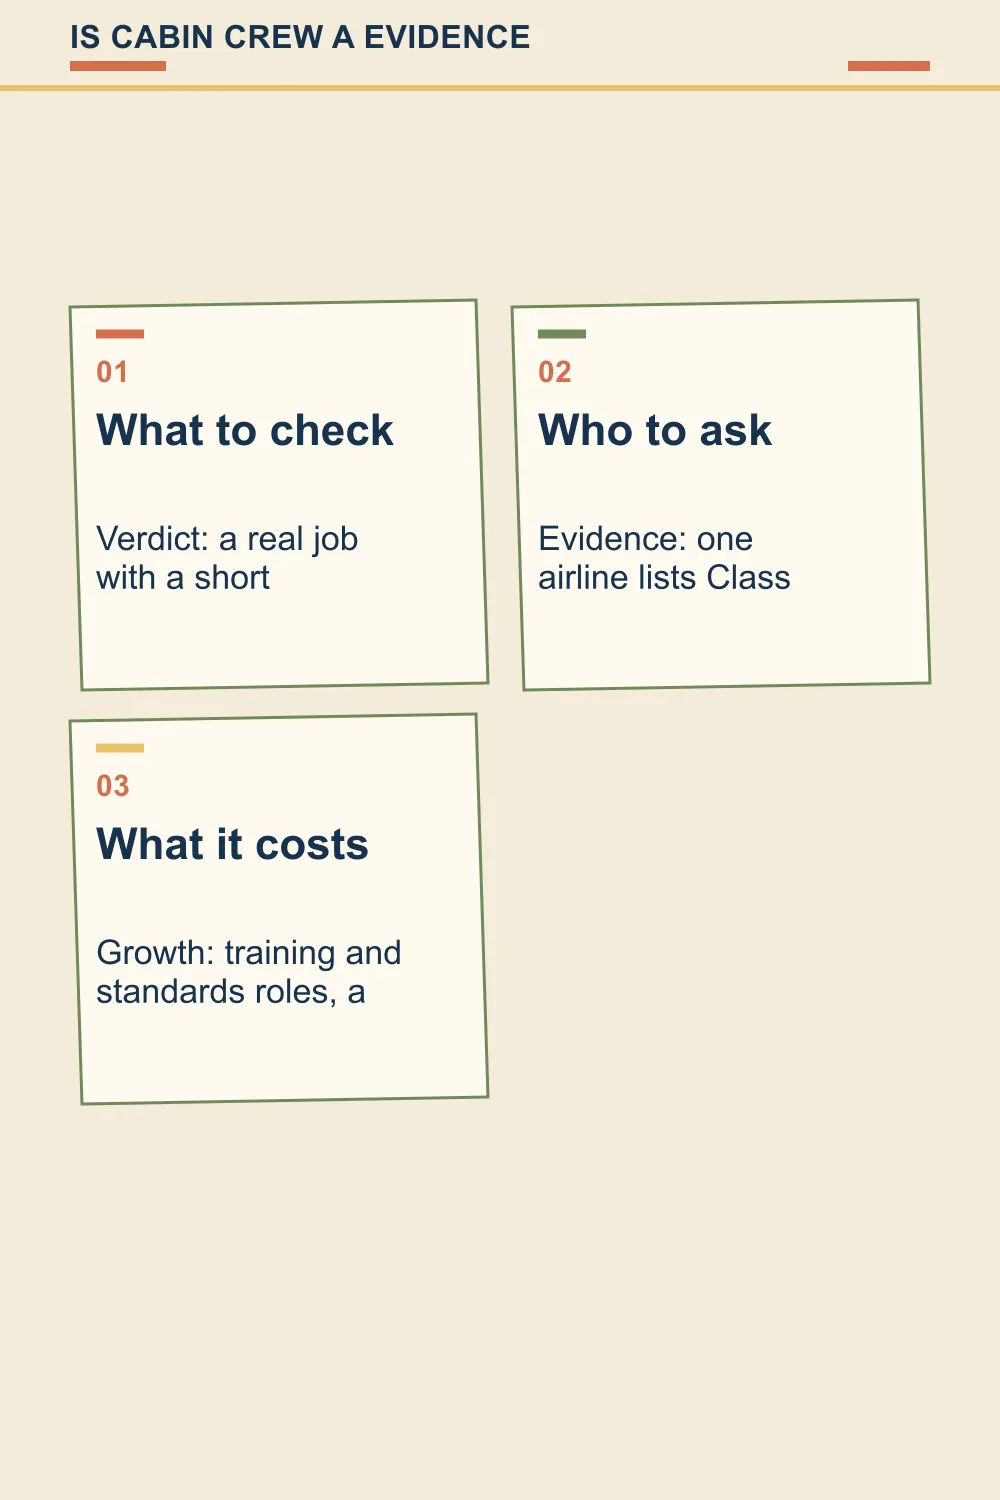 IS CABIN CREW A EVIDENCE
01
What to check
Verdict: a real job
with a short
02
Who to ask
Evidence: one
airline lists Class
03
What it costs
Growth: training and
standards roles, a